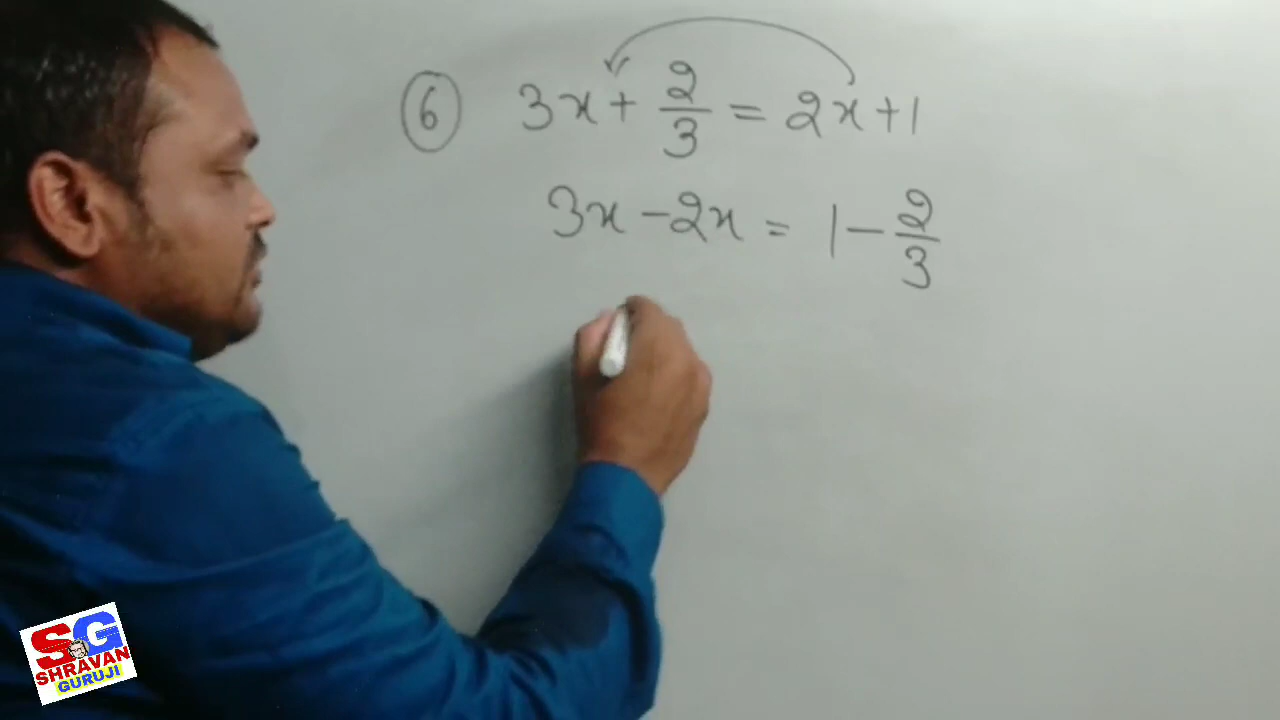 6 3x + 2/3 = 2x + 1
3x - 2x = 1 - 2/3
SG
SHRAVAN
GURUJI